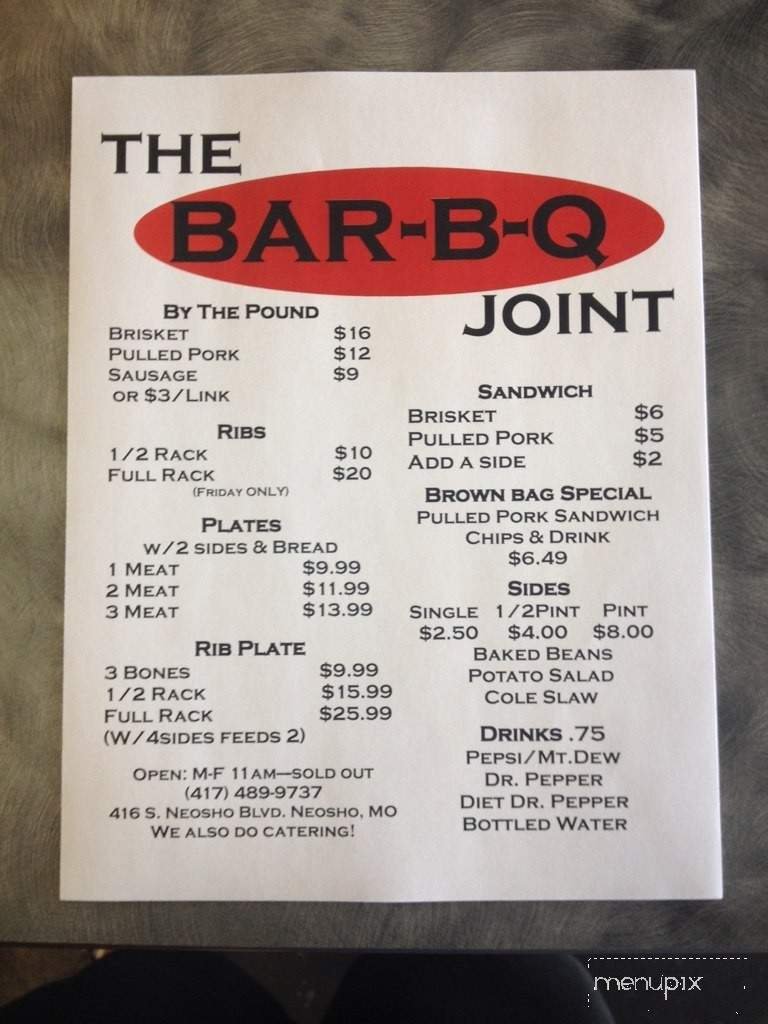 THE
BAR-B-Q
JOINT
BY THE POUND
BRISKET $16
PULLED PORK $12
SAUSAGE $9
OR $3/LINK
RIBS
1/2 RACK $10
FULL RACK $20
(FRIDAY ONLY)
PLATES
W/2 SIDES & BREAD
1 MEAT $9.99
2 MEAT $11.99
3 MEAT $13.99
RIB PLATE
3 BONES $9.99
1/2 RACK $15.99
FULL RACK $25.99
(W/4SIDES FEEDS 2)
OPEN: M-F 11AM—SOLD OUT
(417) 489-9737
416 S. NEOSHO BLVD. NEOSHO, MO
WE ALSO DO CATERING!
SANDWICH
BRISKET $6
PULLED PORK $5
ADD A SIDE $2
BROWN BAG SPECIAL
PULLED PORK SANDWICH
CHIPS & DRINK
$6.49
SIDES
SINGLE 1/2PINT PINT
$2.50 $4.00 $8.00
BAKED BEANS
POTATO SALAD
COLE SLAW
DRINKS .75
PEPSI/MT.DEW
DR. PEPPER
DIET DR. PEPPER
BOTTLED WATER
menupix